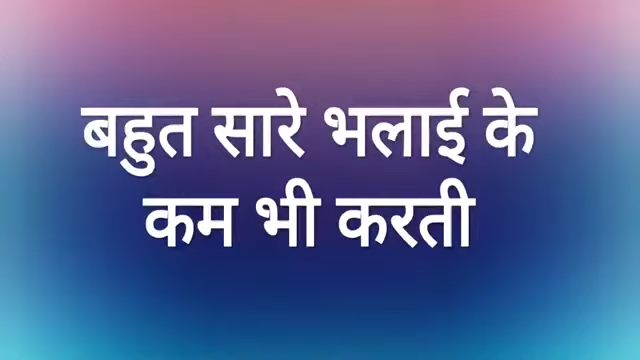 बहुत सारे भलाई के
कम भी करती